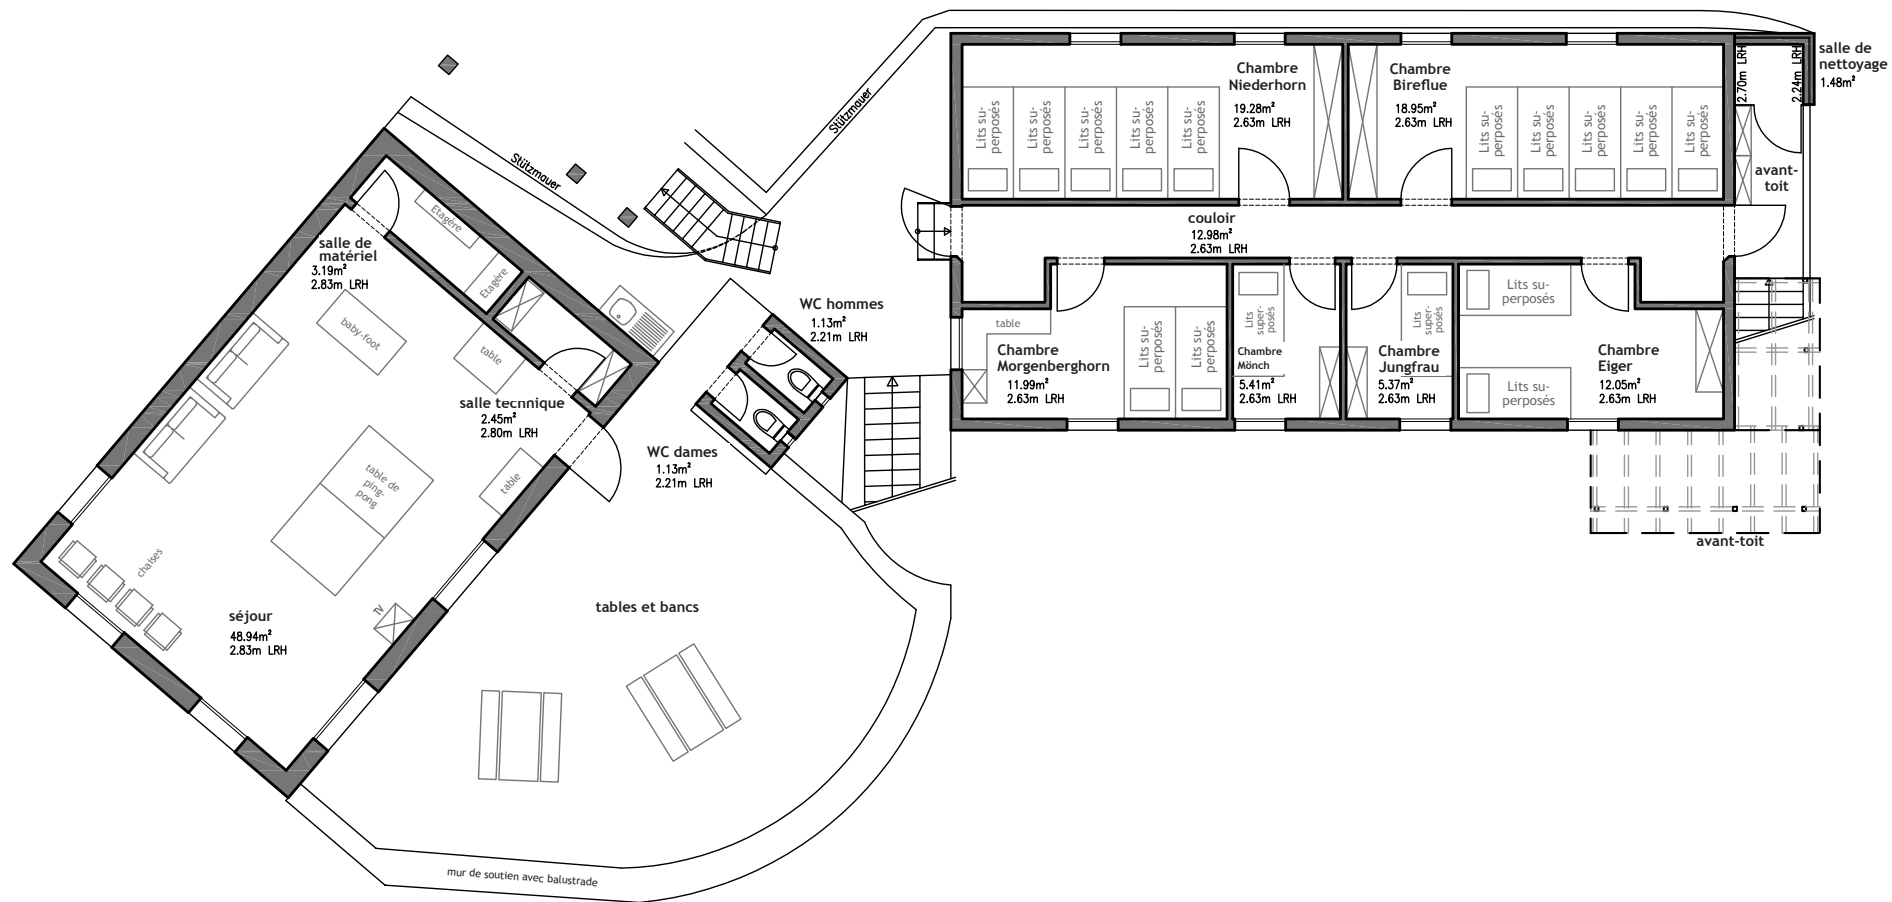 Stützmauer
Stützmauer
Etagère
Etagère
salle de
matériel
3.19m²
2.83m LRH
baby-foot
table
salle technique
2.45m²
2.80m LRH
table
table de
ping-
pong
chaises
TV
séjour
48.94m²
2.83m LRH
WC hommes
1.13m²
2.21m LRH
WC dames
1.13m²
2.21m LRH
tables et bancs
mur de soutien avec balustrade
Lits su-
perposés
Lits su-
perposés
Lits su-
perposés
Lits su-
perposés
Lits su-
perposés
Chambre
Niederhorn
19.28m²
2.63m LRH
Chambre
Bireflue
18.95m²
2.63m LRH
Lits su-
perposés
Lits su-
perposés
Lits su-
perposés
Lits su-
perposés
Lits su-
perposés
2.70m LRH
2.24m LRH
salle de
nettoyage
1.48m²
avant-
toit
couloir
12.98m²
2.63m LRH
table
Chambre
Morgenberghorn
11.99m²
2.63m LRH
Lits su-
perposés
Lits su-
perposés
Lits
super-
posés
Chambre
Mönch
5.41m²
2.63m LRH
Lits
super-
posés
Chambre
Jungfrau
5.37m²
2.63m LRH
Lits su-
perposés
Lits su-
perposés
Chambre
Eiger
12.05m²
2.63m LRH
avant-toit